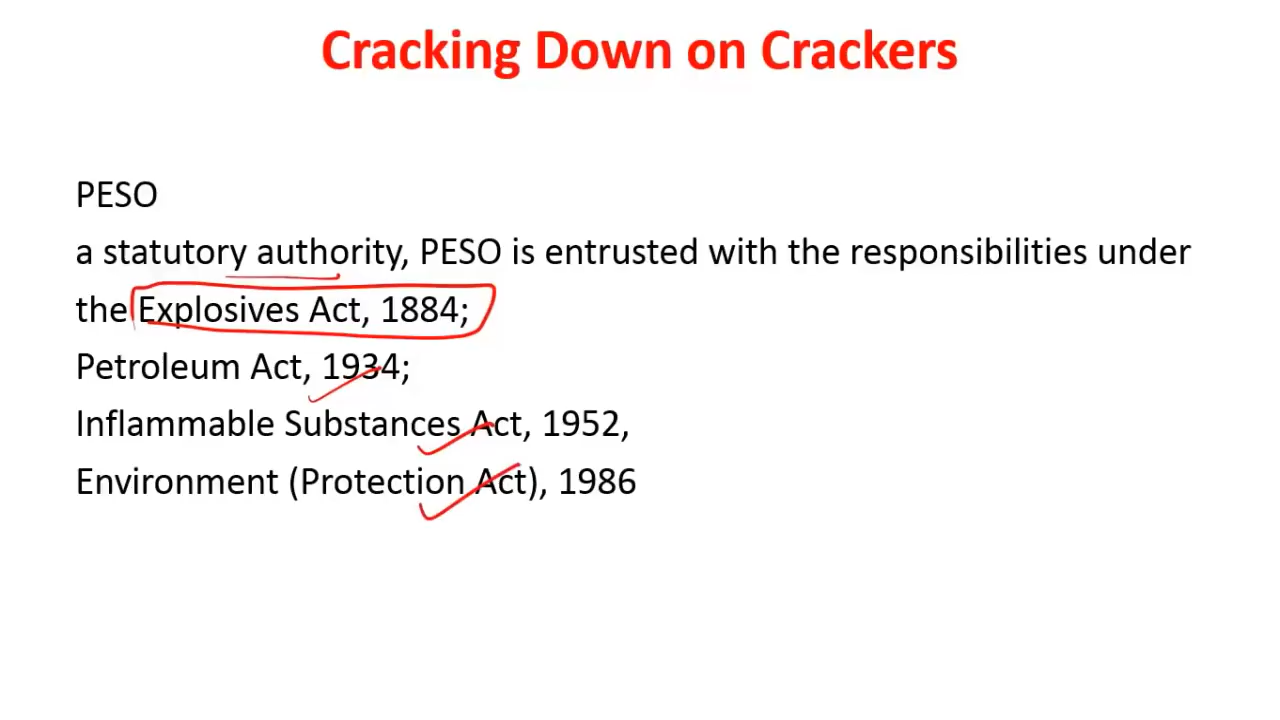 Cracking Down on Crackers
PESO
a statutory authority, PESO is entrusted with the responsibilities under
the Explosives Act, 1884;
Petroleum Act, 1934;
Inflammable Substances Act, 1952,
Environment (Protection Act), 1986